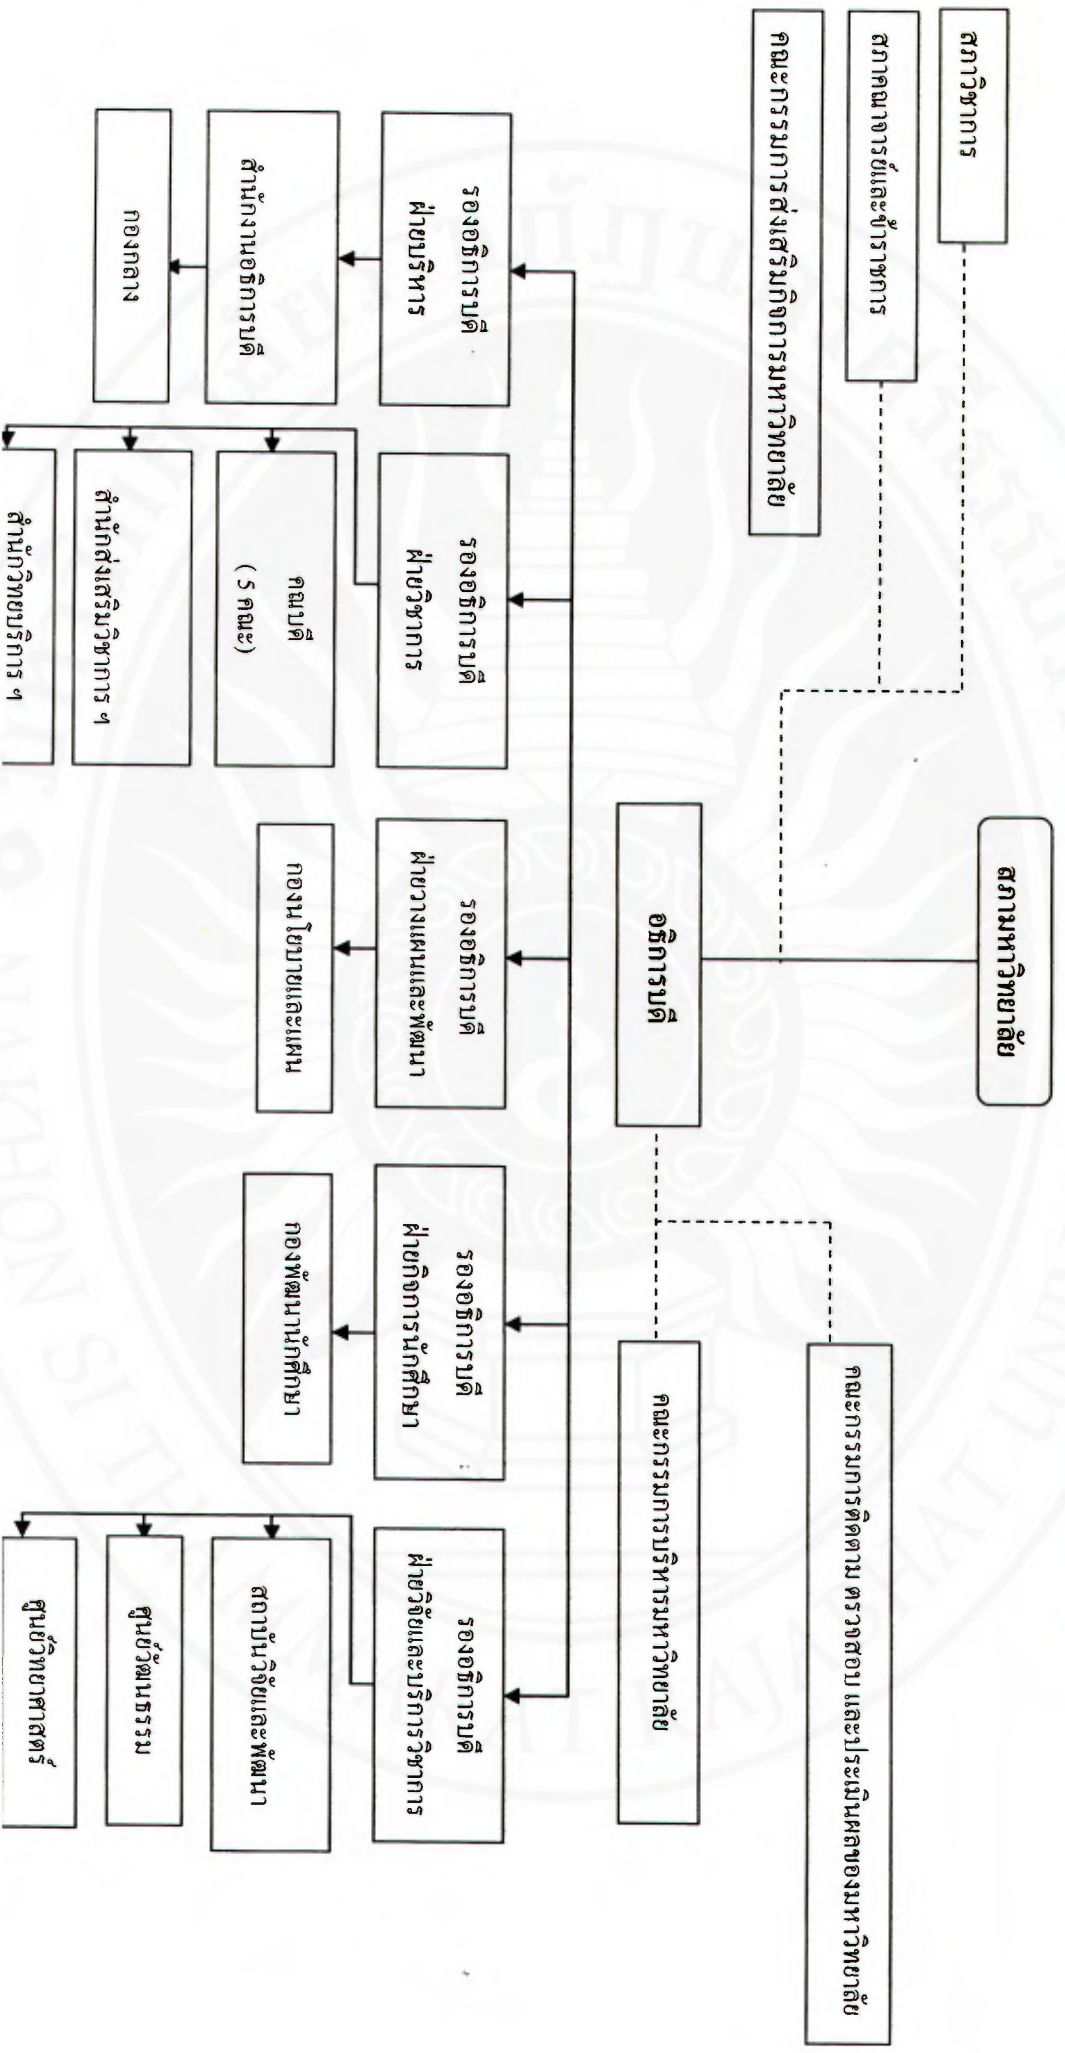 สภามหาวิทยาลัย
สภาวิชาการ
สภาคณาจารย์และข้าราชการ
คณะกรรมการส่งเสริมกิจการมหาวิทยาลัย
คณะกรรมการติดตาม ตรวจสอบ และประเมินผลของมหาวิทยาลัย
อธิการบดี
คณะกรรมการบริหารมหาวิทยาลัย
รองอธิการบดี
ฝ่ายบริหาร
รองอธิการบดี
ฝ่ายวิชาการ
รองอธิการบดี
ฝ่ายวางแผนและพัฒนา
รองอธิการบดี
ฝ่ายกิจการนักศึกษา
รองอธิการบดี
ฝ่ายวิจัยและบริการวิชาการ
สำนักงานอธิการบดี
คณบดี
( 5 คณะ)
กองนโยบายและแผน
กองพัฒนานักศึกษา
สถาบันวิจัยและพัฒนา
กองกลาง
สำนักส่งเสริมวิชาการ ฯ
ศูนย์วัฒนธรรม
สำนักวิทยบริการ ฯ
ศูนย์วิทยาศาสตร์